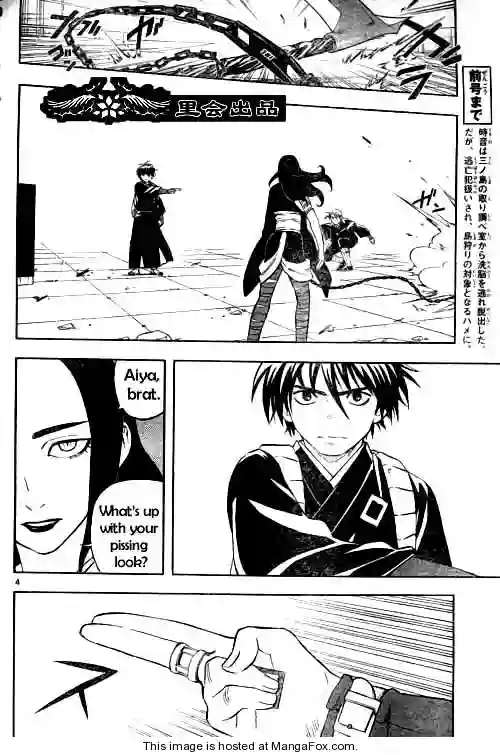 里会出品
前号まで
時音は三ノ島の取り調べ室から洗脳を逃れ脱出した。
だが、逃亡犯扱いされ、島狩りの対象となるハメに。
Aiya,
brat.
What's up
with your
pissing
look?
4
This image is hosted at MangaFox.com